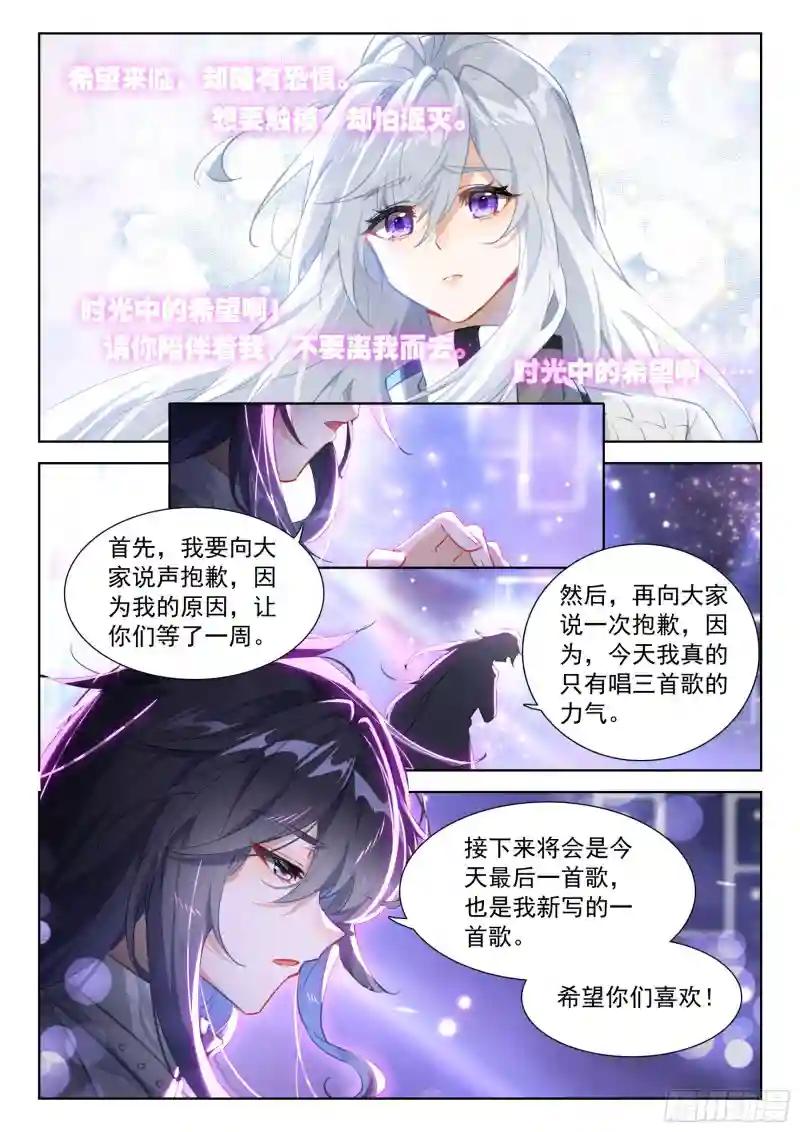 希望来临，却随有恐惧。
想要触摸，却怕泯灭。
时光中的希望啊！
请你陪伴着我，不要离我而去。
时光中的希望啊……
首先，我要向大
家说声抱歉，因
为我的原因，让
你们等了一周。
然后，再向大家
说一次抱歉，因
为，今天我真的
只有唱三首歌的
力气。
接下来将会是今
天最后一首歌，
也是我新写的一
首歌。
希望你们喜欢！